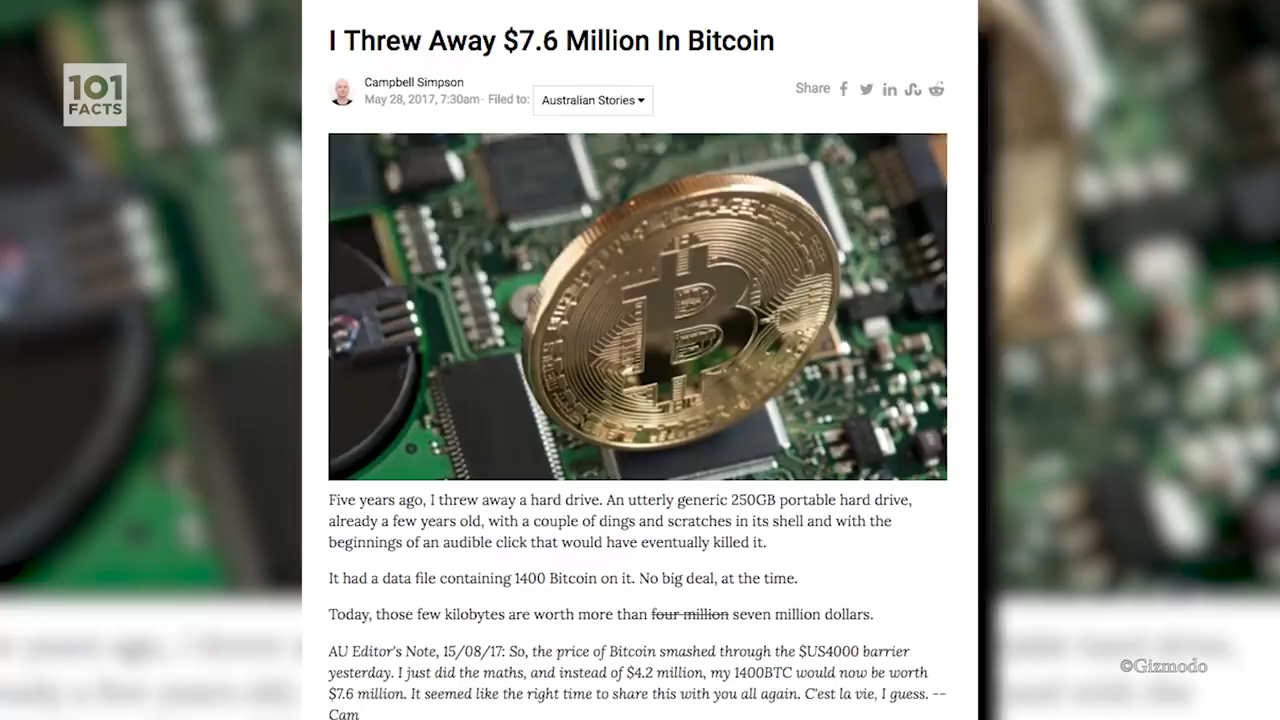 I Threw Away $7.6 Million In Bitcoin
101
FACTS
Campbell Simpson
May 28, 2017, 7:30am · Filed to:
Australian Stories
Share
Five years ago, I threw away a hard drive. An utterly generic 250GB portable hard drive,
already a few years old, with a couple of dings and scratches in its shell and with the
beginnings of an audible click that would have eventually killed it.
It had a data file containing 1400 Bitcoin on it. No big deal, at the time.
Today, those few kilobytes are worth more than four million seven million dollars.
AU Editor's Note, 15/08/17: So, the price of Bitcoin smashed through the $US4000 barrier
yesterday. I just did the maths, and instead of $4.2 million, my 1400BTC would now be worth
$7.6 million. It seemed like the right time to share this with you all again. C'est la vie, I guess. --
Cam
©Gizmodo